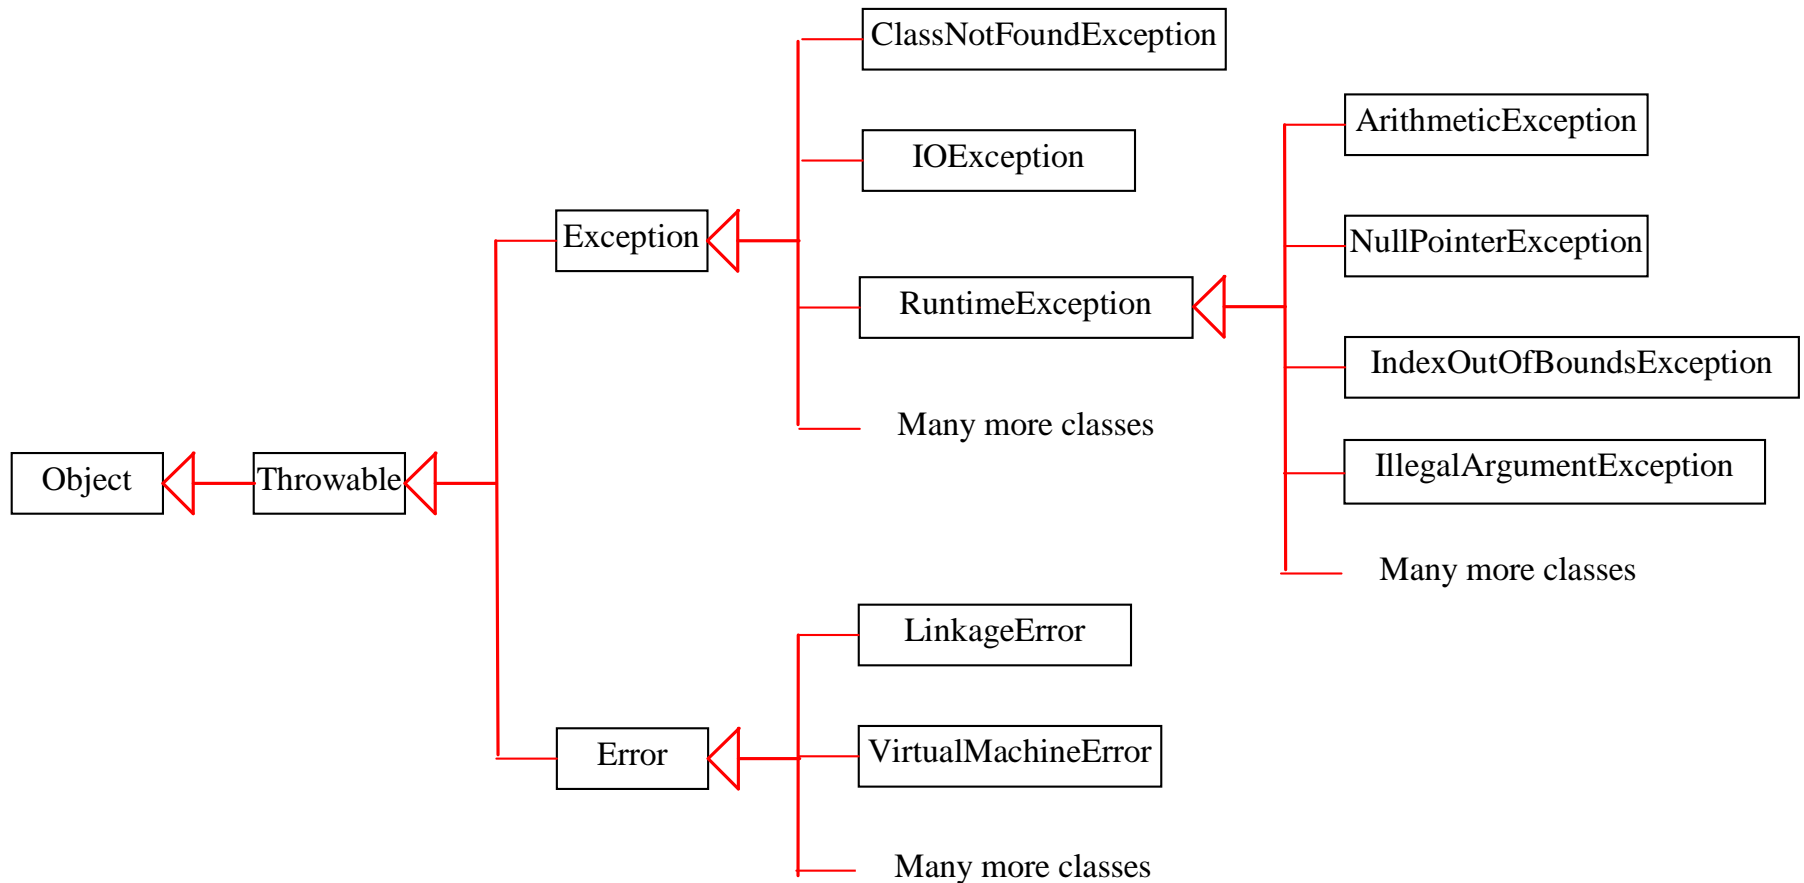 ClassNotFoundException
ArithmeticException
IOException
NullPointerException
Exception
RuntimeException
IndexOutOfBoundsException
Many more classes
Object
Throwable
IllegalArgumentException
Many more classes
LinkageError
Error
VirtualMachineError
Many more classes